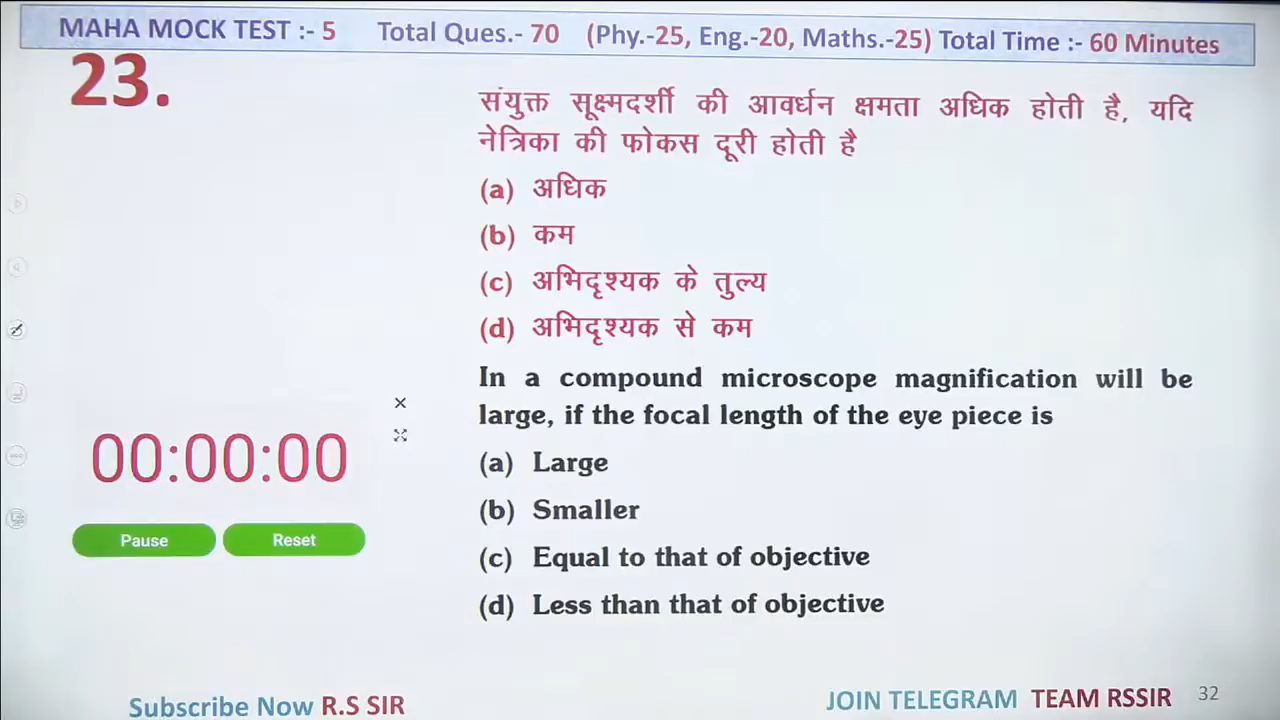 MAHA MOCK TEST :- 5 Total Ques.- 70 (Phy.-25, Eng.-20, Maths.-25) Total Time :- 60 Minutes
23.
संयुक्त सूक्ष्मदर्शी की आवर्धन क्षमता अधिक होती है, यदि
नेत्रिका की फोकस दूरी होती है
(a) अधिक
(b) कम
(c) अभिदृश्यक के तुल्य
(d) अभिदृश्यक से कम
In a compound microscope magnification will be
large, if the focal length of the eye piece is
(a) Large
(b) Smaller
(c) Equal to that of objective
(d) Less than that of objective
00:00:00
Pause Reset
Subscribe Now R.S SIR
JOIN TELEGRAM TEAM RSSIR 32